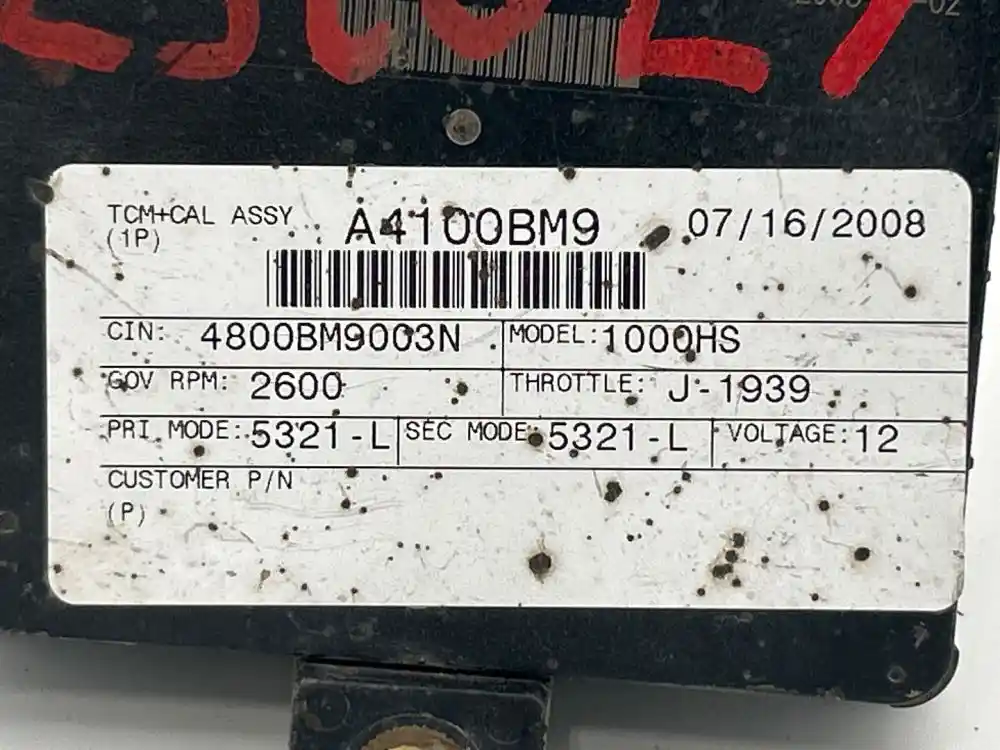 TCM+CAL ASSY A4100BM9 07/16/2008
(1P)
CIN: 4800BM9003N MODEL: 1000HS
GOV RPM: 2600 THROTTLE: J-1939
PRI MODE: 5321-L SEC MODE: 5321-L VOLTAGE: 12
CUSTOMER P/N
(P)